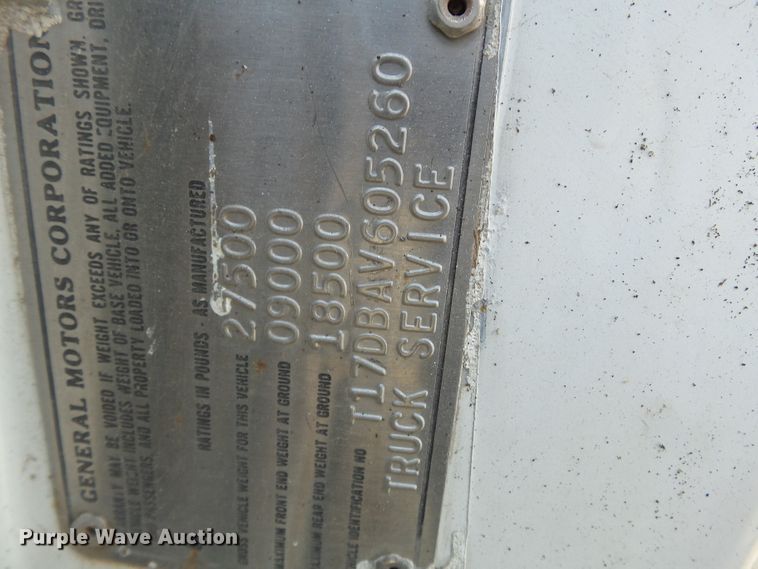 GENERAL MOTORS CORPORATION
MAY BE VOIDED IF WEIGHT EXCEEDS ANY OF RATINGS SHOWN. GR
WEIGHT INCLUDES WEIGHT OF BASE VEHICLE, ALL ADDED EQUIPMENT, DRI
PASSENGERS, AND ALL PROPERTY LOADED INTO OR ONTO VEHICLE.
RATINGS IN POUNDS - AS MANUFACTURED
GROSS VEHICLE WEIGHT FOR THIS VEHICLE 27500
MAXIMUM FRONT END WEIGHT AT GROUND 09000
MAXIMUM REAR END WEIGHT AT GROUND 18500
VEHICLE IDENTIFICATION NO T17DBAV605260
TRUCK SERVICE
Purple Wave Auction